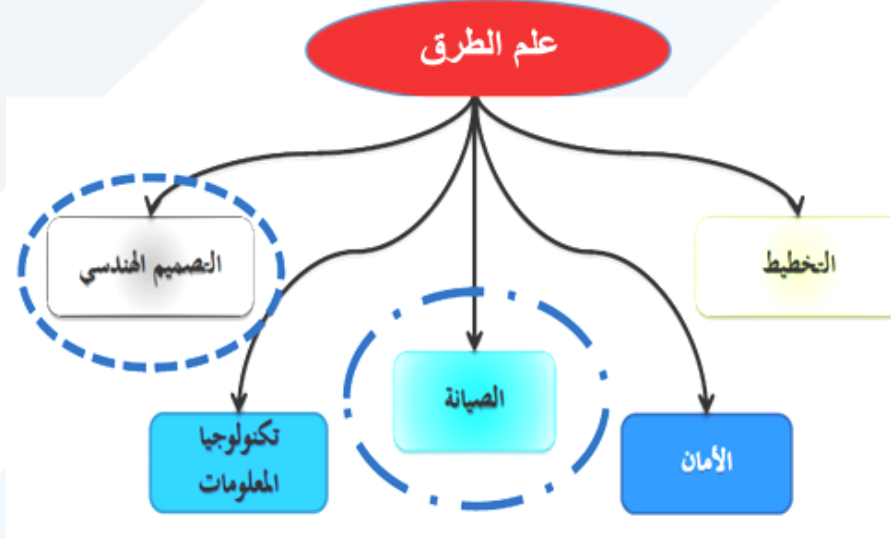 علم الطرق
التخطيط
التصميم الهندسي
الصيانة
الأمان
تكنولوجيا
المعلومات